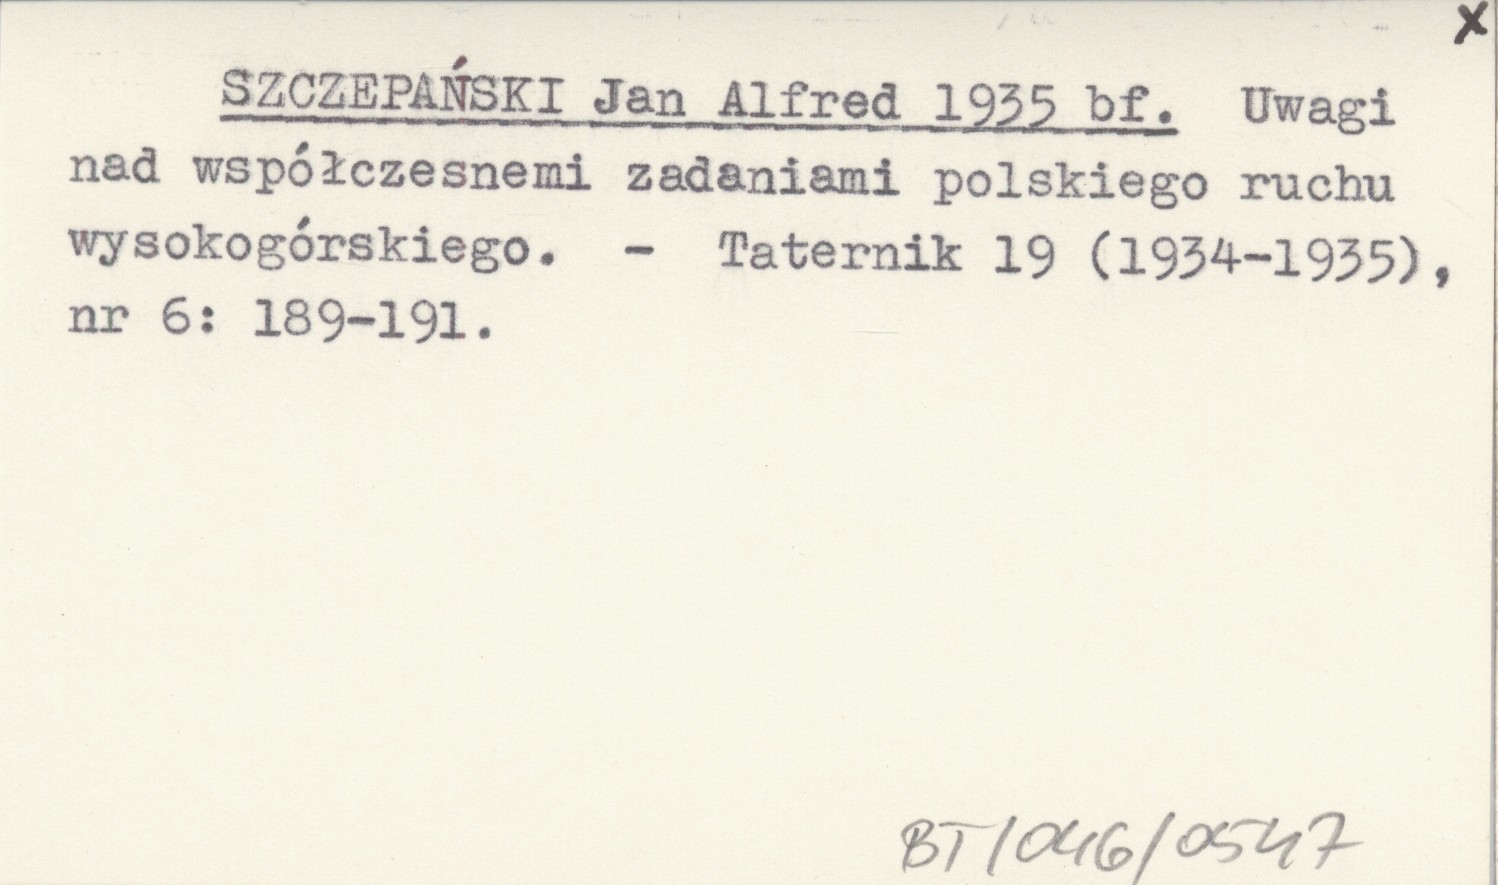 x
SZCZEPAŃSKI Jan Alfred 1935 bf. Uwagi
nad współczesnemi zadaniami polskiego ruchu
wysokogórskiego. - Taternik 19 (1934-1935),
nr 6: 189-191.
BT/046/0547